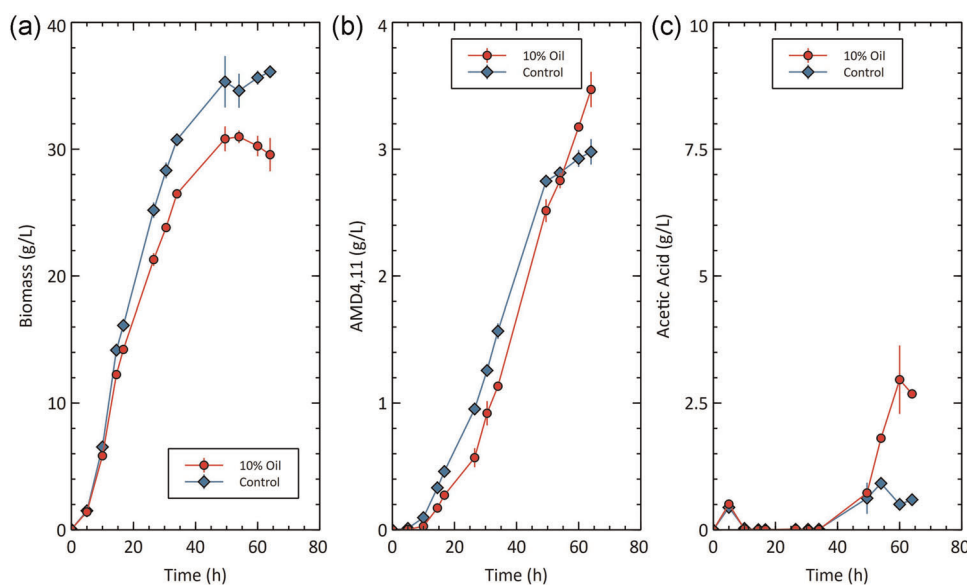 (a)
40
30
20
10
0
Biomass (g/L)
10% Oil
Control
0 20 40 60 80
Time (h)
(b)
4
3
2
1
0
AMD4,11 (g/L)
10% Oil
Control
0 20 40 60 80
Time (h)
(c)
10
7.5
5
2.5
0
Acetic Acid (g/L)
10% Oil
Control
0 20 40 60 80
Time (h)